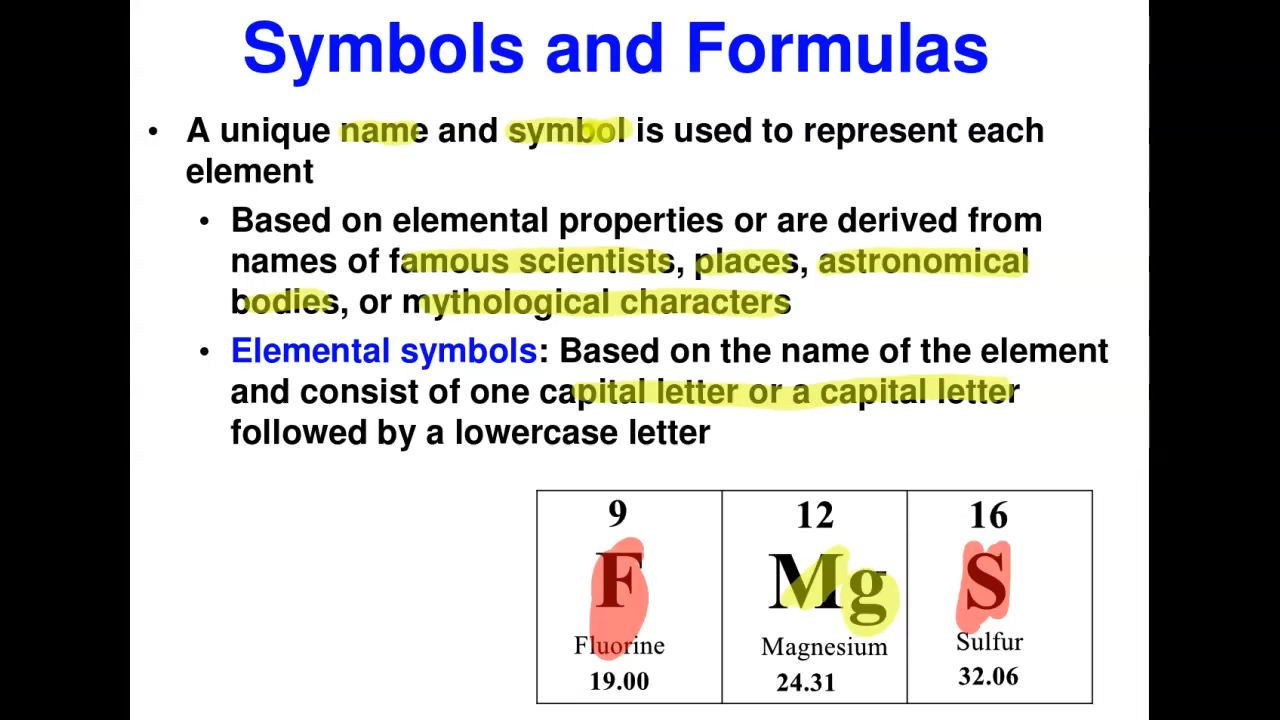 Symbols and Formulas
• A unique name and symbol is used to represent each
element
• Based on elemental properties or are derived from
names of famous scientists, places, astronomical
bodies, or mythological characters
• Elemental symbols: Based on the name of the element
and consist of one capital letter or a capital letter
followed by a lowercase letter
9 12 16
F Mg S
Fluorine Magnesium Sulfur
19.00 24.31 32.06